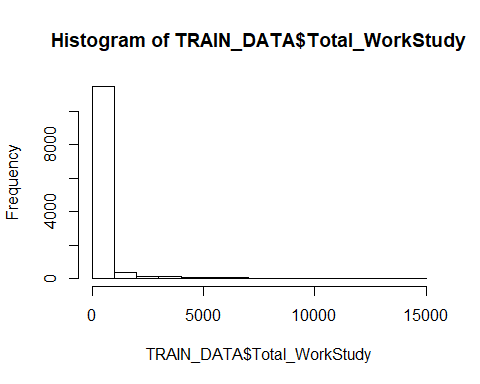 Histogram of TRAIN_DATA$Total_WorkStudy
Frequency
8000
4000
0
0 5000 10000 15000
TRAIN_DATA$Total_WorkStudy